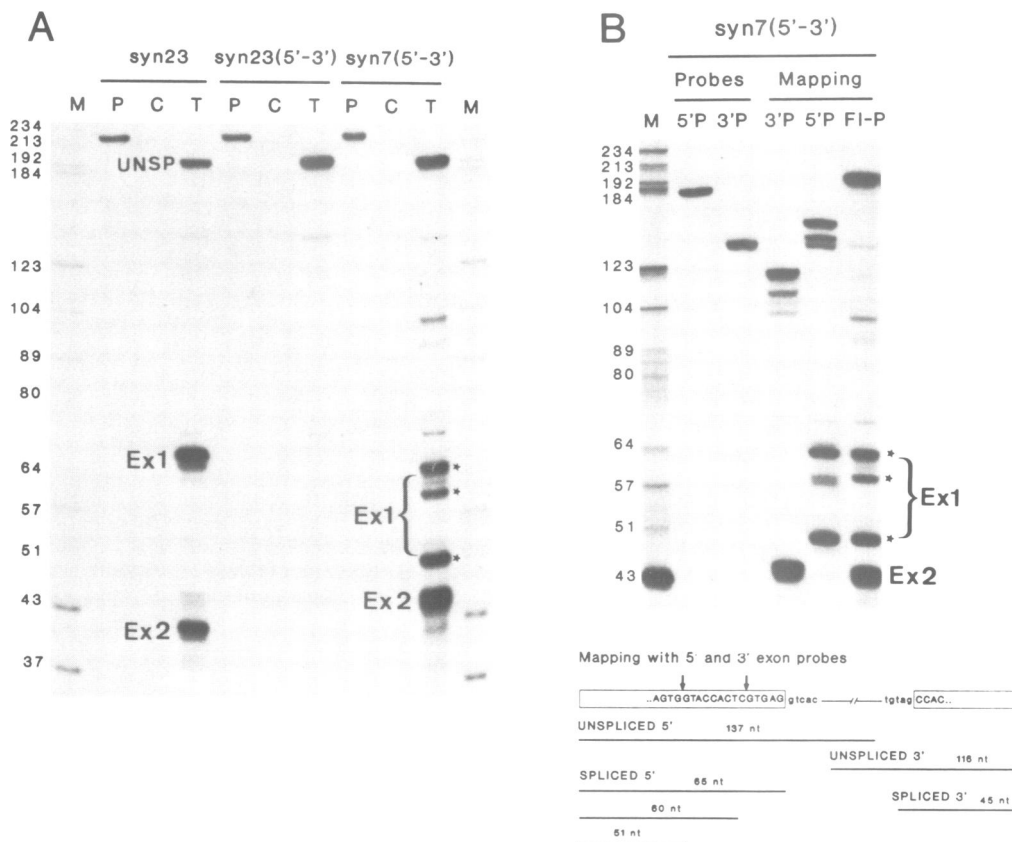 A
syn23 syn23(5'-3') syn7(5'-3')
M P C T P C T P C T M
234
213
192
184
UNSP
123
104
89
80
64
57
51
43
37
Ex1
Ex2
Ex1
*
*
*
Ex2
B
syn7(5'-3')
Probes Mapping
M 5'P 3'P 3'P 5'P Fl-P
234
213
192
184
123
104
89
80
64
57
51
43
*
*
*
Ex1
Ex2
Mapping with 5' and 3' exon probes
..AGTGGTACCACTCGTGAG gtcac tgtag CCAC..
UNSPLICED 5' 137 nt
UNSPLICED 3' 116 nt
SPLICED 5' 65 nt
SPLICED 3' 45 nt
60 nt
51 nt